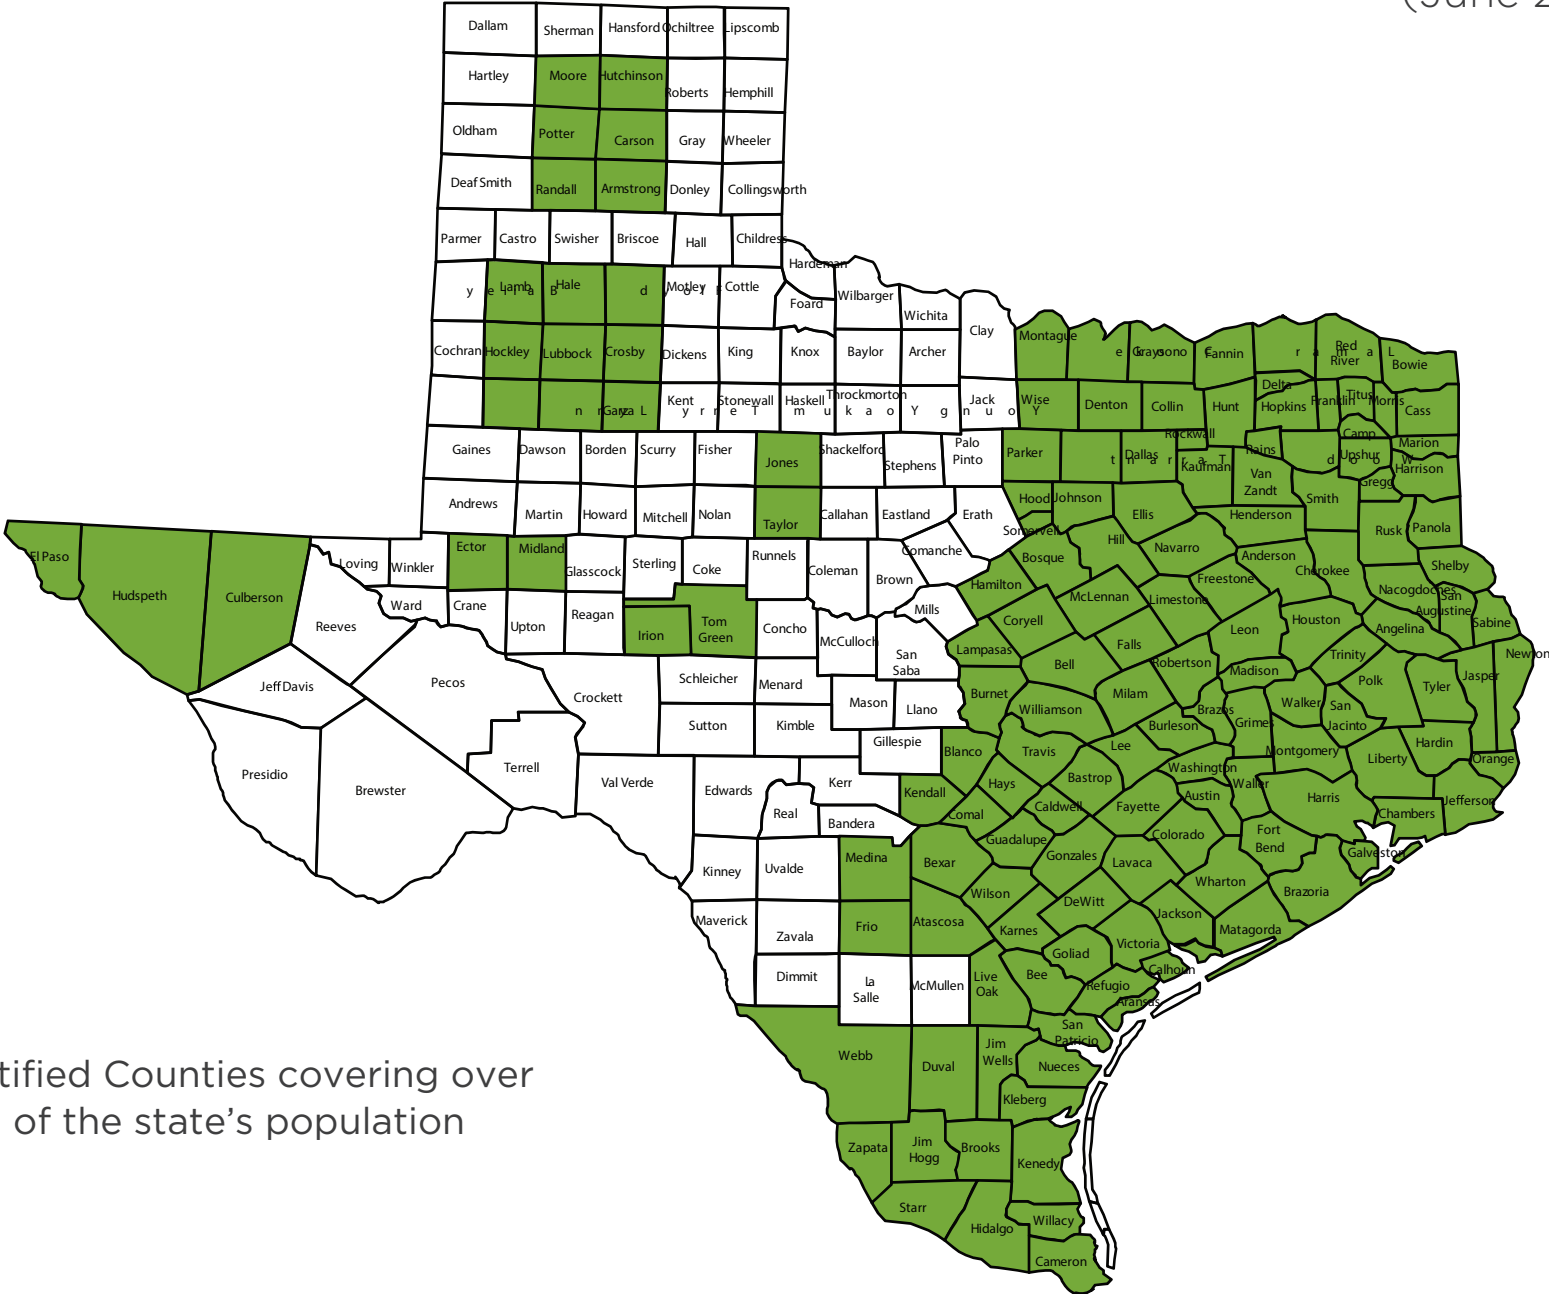 (June 2
Dallam
Sherman
Hansford
Ochiltree
Lipscomb
Hartley
Moore
Hutchinson
Roberts
Hemphill
Oldham
Potter
Carson
Gray
Wheeler
Deaf Smith
Randall
Armstrong
Donley
Collingsworth
Parmer
Castro
Swisher
Briscoe
Hall
Childress
Hardeman
y e l i a B
Lamb
Hale
d y o l F
Motley
Cottle
Foard
Wilbarger
Wichita
Clay
Montague
e k o o C
Grayson
Fannin
r a m a L
Red
River
Bowie
Cochran
Hockley
Lubbock
Crosby
Dickens
King
Knox
Baylor
Archer
n n y L
Garza
Kent
y r r e T
Stonewall
Haskell
m u k a o Y
Throckmorton
g n u o Y
Jack
Wise
Denton
Collin
Hunt
Delta
Hopkins
Franklin
Titus
Morris
Cass
Gaines
Dawson
Borden
Scurry
Fisher
Jones
Shackelford
Stephens
Palo
Pinto
Parker
t n a r r a T
Dallas
Rockwall
Kaufman
Rains
Van
Zandt
d o o W
Camp
Upshur
Marion
Harrison
Gregg
Andrews
Martin
Howard
Mitchell
Nolan
Taylor
Callahan
Eastland
Erath
Hood
Johnson
Somervell
Ellis
Henderson
Smith
Rusk
Panola
El Paso
Hudspeth
Culberson
Loving
Winkler
Ector
Midland
Glasscock
Sterling
Coke
Runnels
Coleman
Brown
Comanche
Hamilton
Bosque
Hill
Navarro
Anderson
Cherokee
Shelby
Nacogdoches
San
Augustine
Sabine
Ward
Crane
Upton
Reagan
Irion
Tom
Green
Concho
McCulloch
Mills
San
Saba
Lampasas
Coryell
McLennan
Limestone
Freestone
Leon
Houston
Angelina
Newton
Reeves
Jeff Davis
Pecos
Crockett
Schleicher
Menard
Mason
Llano
Burnet
Bell
Falls
Robertson
Madison
Trinity
Polk
Tyler
Jasper
Sutton
Kimble
Gillespie
Blanco
Williamson
Milam
Brazos
Burleson
Grimes
Walker
San
Jacinto
Hardin
Orange
Presidio
Brewster
Terrell
Val Verde
Edwards
Real
Kerr
Bandera
Kendall
Comal
Hays
Travis
Lee
Bastrop
Caldwell
Washington
Montgomery
Liberty
Jefferson
Chambers
Waller
Austin
Harris
Fayette
Colorado
Fort
Bend
Galveston
Kinney
Uvalde
Medina
Bexar
Guadalupe
Gonzales
Lavaca
Wharton
Brazoria
Maverick
Zavala
Frio
Atascosa
Wilson
Karnes
DeWitt
Jackson
Matagorda
Victoria
Goliad
Dimmit
La
Salle
McMullen
Live
Oak
Bee
Refugio
Calhoun
Aransas
San
Patricio
Webb
Duval
Jim
Wells
Nueces
Kleberg
Zapata
Jim
Hogg
Brooks
Kenedy
Starr
Hidalgo
Willacy
Cameron
tified Counties covering over
of the state's population